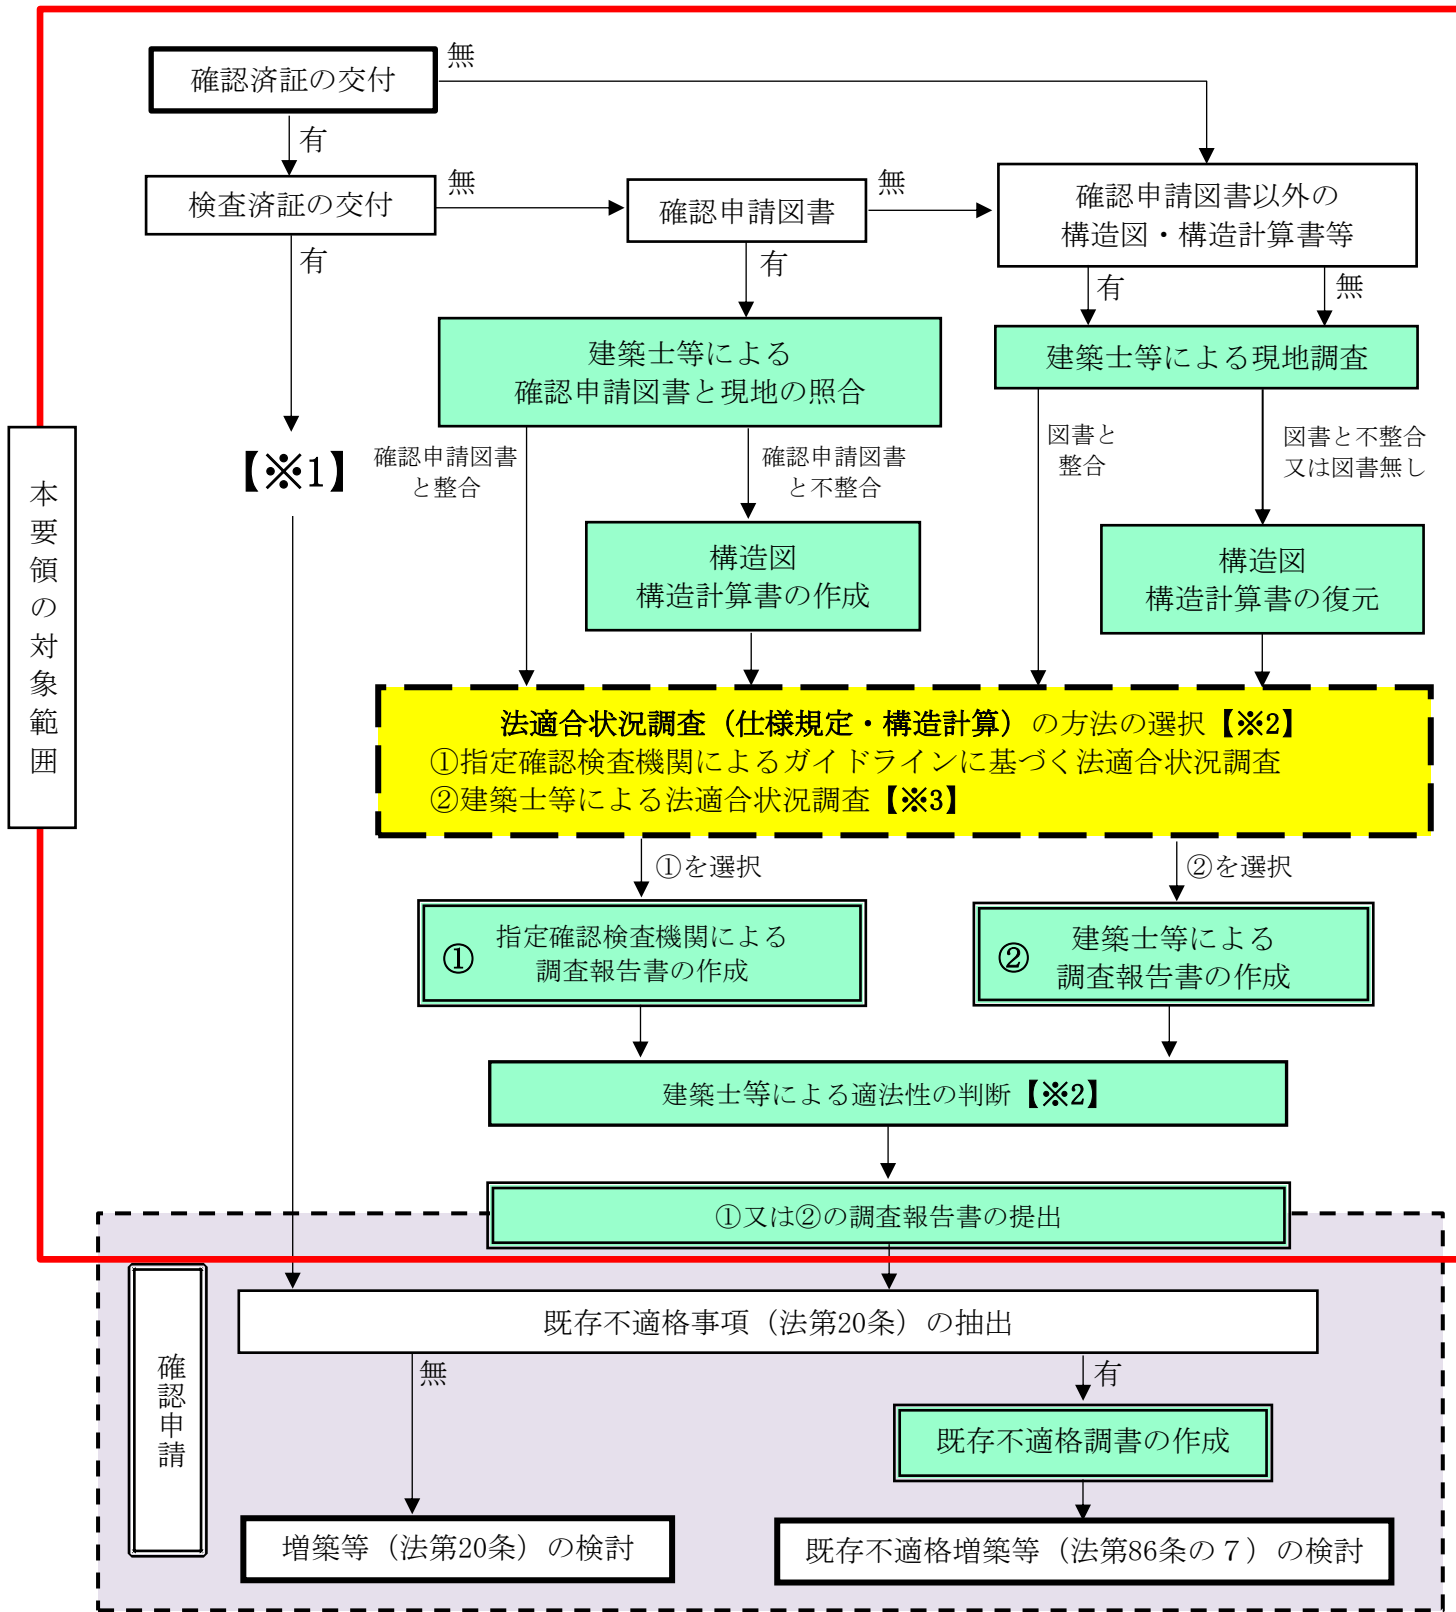 確認済証の交付
無
有
検査済証の交付
無
確認申請図書
無
確認申請図書以外の
構造図・構造計算書等
有
有
有
無
建築士等による
確認申請図書と現地の照合
建築士等による現地調査
【※1】
確認申請図書
と整合
確認申請図書
と不整合
図書と
整合
図書と不整合
又は図書無し
本要領の対象範囲
構造図
構造計算書の作成
構造図
構造計算書の復元
法適合状況調査（仕様規定・構造計算）の方法の選択【※2】
①指定確認検査機関によるガイドラインに基づく法適合状況調査
②建築士等による法適合状況調査【※3】
①を選択
②を選択
① 指定確認検査機関による
調査報告書の作成
② 建築士等による
調査報告書の作成
建築士等による適法性の判断【※2】
①又は②の調査報告書の提出
確認申請
既存不適格事項（法第20条）の抽出
無
有
既存不適格調書の作成
増築等（法第20条）の検討
既存不適格増築等（法第86条の７）の検討